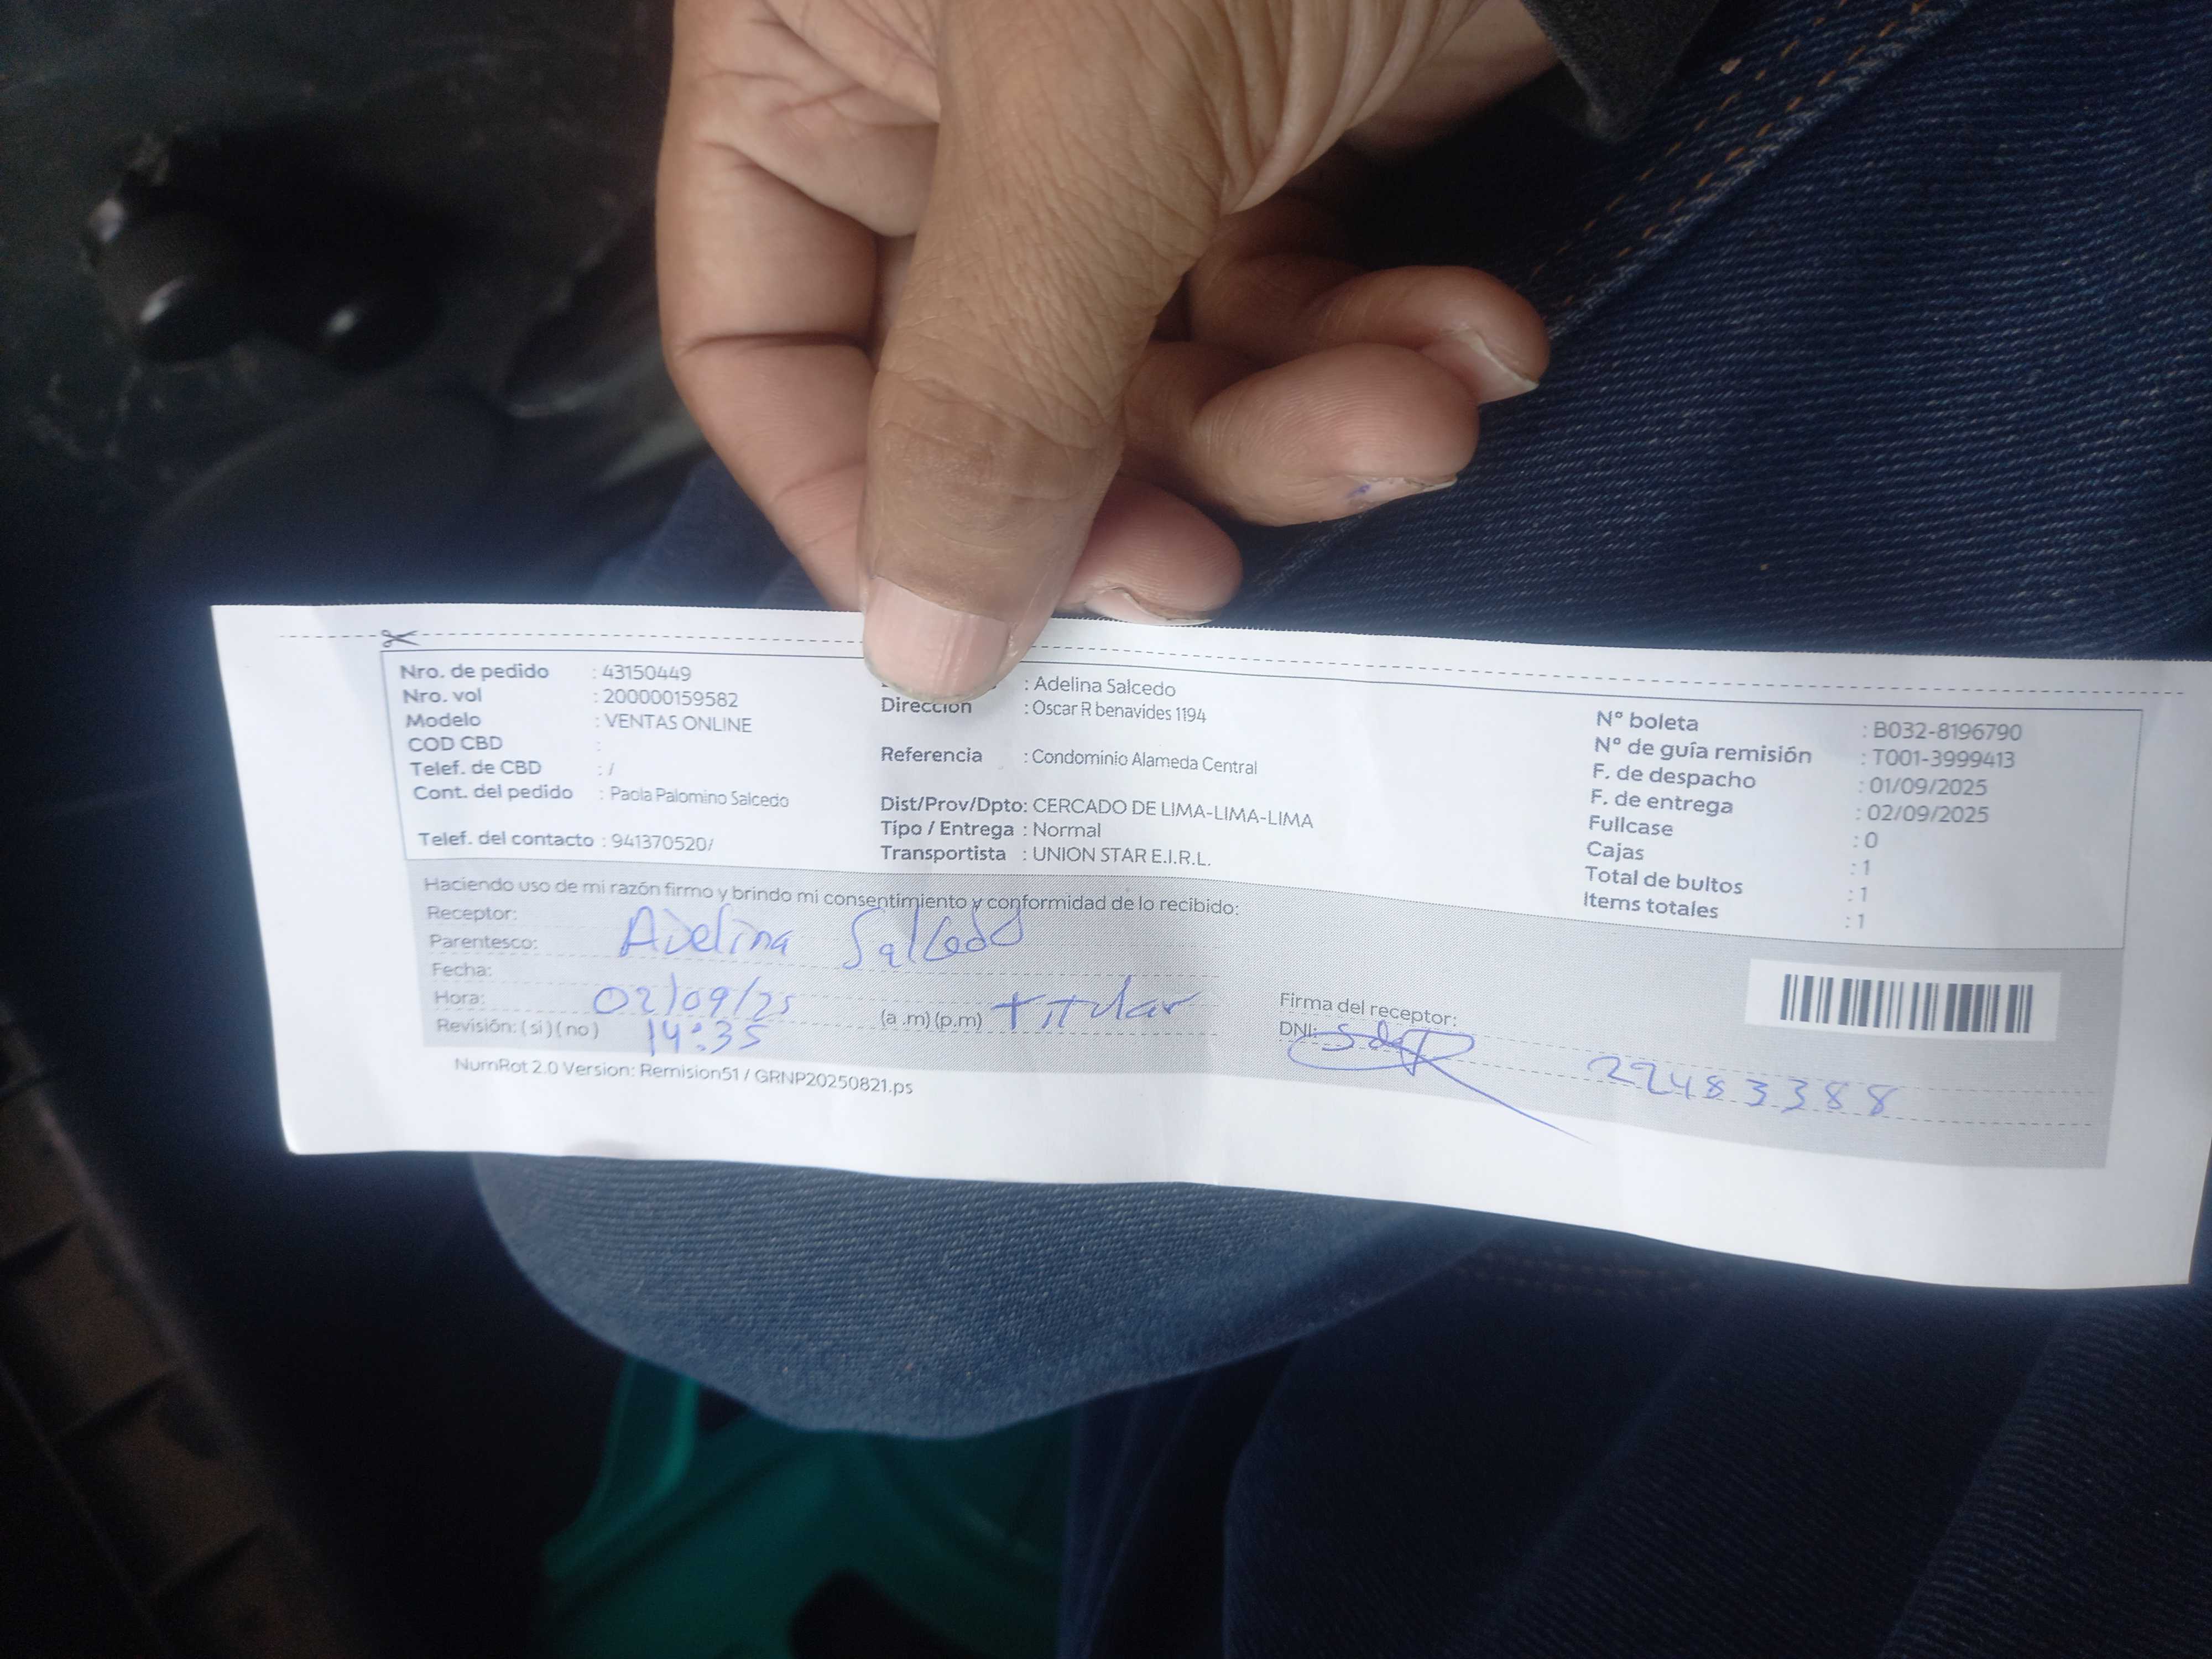 Nro. de pedido : 43150449
Nro. vol : 200000159582
Modelo : VENTAS ONLINE
COD CBD :
Telef. de CBD : /
Cont. del pedido : Paola Palomino Salcedo
Telef. del contacto : 941370520/
: Adelina Salcedo
Dirección : Oscar R benavides 1194
Referencia : Condominio Alameda Central
Dist/Prov/Dpto: CERCADO DE LIMA-LIMA-LIMA
Tipo / Entrega : Normal
Transportista : UNION STAR E.I.R.L.
N° boleta : B032-8196790
N° de guía remisión : T001-3999413
F. de despacho : 01/09/2025
F. de entrega : 02/09/2025
Fullcase : 0
Cajas : 1
Total de bultos : 1
Items totales : 1
Haciendo uso de mi razón firmo y brindo mi consentimiento y conformidad de lo recibido:
Receptor: Adelina Salcedo
Parentesco:
Fecha: 02/09/25
Hora: 14:35 (a .m) (p.m) titular
Revisión: ( si ) ( no )
Firma del receptor:
DNI: 22483388
NumRot 2.0 Version: Remision51 / GRNP20250821.ps